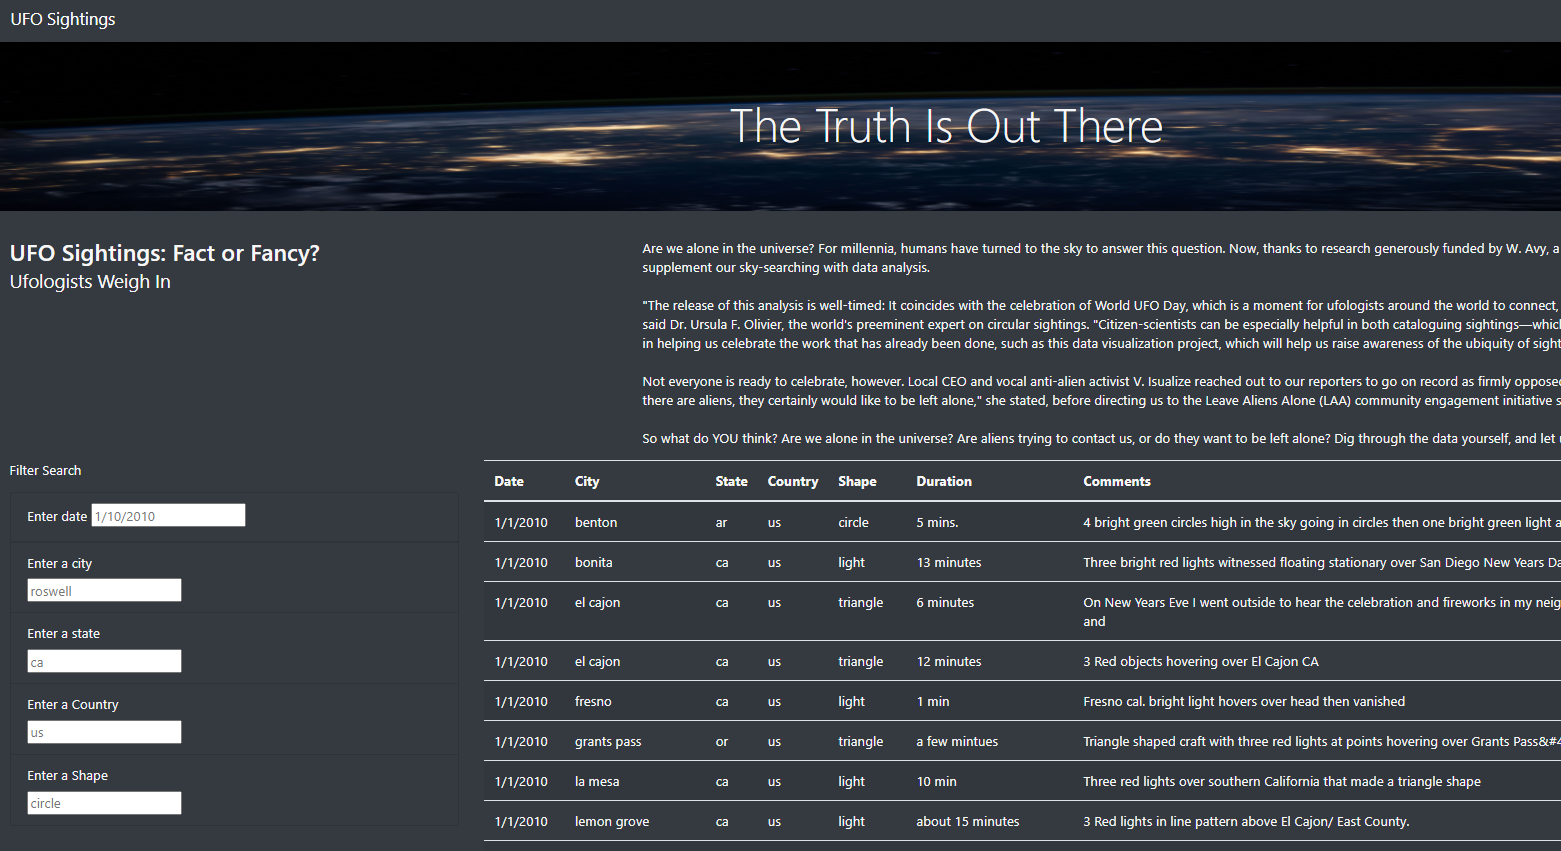 UFO Sightings
The Truth Is Out There
UFO Sightings: Fact or Fancy?
Ufologists Weigh In
Are we alone in the universe? For millennia, humans have turned to the sky to answer this question. Now, thanks to research generously funded by W. Avy, a
supplement our sky-searching with data analysis.
"The release of this analysis is well-timed: It coincides with the celebration of World UFO Day, which is a moment for ufologists around the world to connect,
said Dr. Ursula F. Olivier, the world's preeminent expert on circular sightings. "Citizen-scientists can be especially helpful in both cataloguing sightings—whic
in helping us celebrate the work that has already been done, such as this data visualization project, which will help us raise awareness of the ubiquity of sight
Not everyone is ready to celebrate, however. Local CEO and vocal anti-alien activist V. Isualize reached out to our reporters to go on record as firmly oppose
there are aliens, they certainly would like to be left alone," she stated, before directing us to the Leave Aliens Alone (LAA) community engagement initiative s
So what do YOU think? Are we alone in the universe? Are aliens trying to contact us, or do they want to be left alone? Dig through the data yourself, and let
Filter Search
Enter date 1/10/2010
Enter a city
roswell
Enter a state
ca
Enter a Country
us
Enter a Shape
circle
Date City State Country Shape Duration Comments
1/1/2010 benton ar us circle 5 mins. 4 bright green circles high in the sky going in circles then one bright green light a
1/1/2010 bonita ca us light 13 minutes Three bright red lights witnessed floating stationary over San Diego New Years Da
1/1/2010 el cajon ca us triangle 6 minutes On New Years Eve I went outside to hear the celebration and fireworks in my neig
and
1/1/2010 el cajon ca us triangle 12 minutes 3 Red objects hovering over El Cajon CA
1/1/2010 fresno ca us light 1 min Fresno cal. bright light hovers over head then vanished
1/1/2010 grants pass or us triangle a few mintues Triangle shaped craft with three red lights at points hovering over Grants Pass&#4
1/1/2010 la mesa ca us light 10 min Three red lights over southern California that made a triangle shape
1/1/2010 lemon grove ca us light about 15 minutes 3 Red lights in line pattern above El Cajon/ East County.